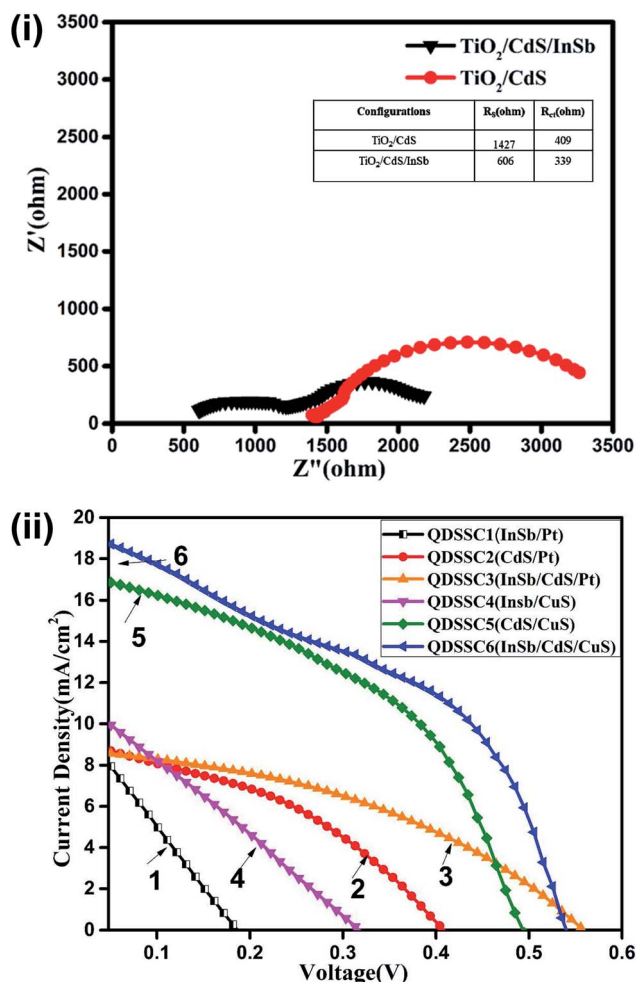 (i)
3500
3000
2500
2000
1500
1000
500
0
Z'(ohm)
TiO2/CdS/InSb
TiO2/CdS
Configurations Rs(ohm) Rct(ohm)
TiO2/CdS 1427 409
TiO2/CdS/InSb 606 339
0 500 1000 1500 2000 2500 3000 3500
Z"(ohm)
(ii)
20
18
16
14
12
10
8
6
4
2
0
Current Density(mA/cm2)
QDSSC1(InSb/Pt)
QDSSC2(CdS/Pt)
QDSSC3(InSb/CdS/Pt)
QDSSC4(Insb/CuS)
QDSSC5(CdS/CuS)
QDSSC6(InSb/CdS/CuS)
6
5
1
4
2
3
0.1 0.2 0.3 0.4 0.5 0.6
Voltage(V)